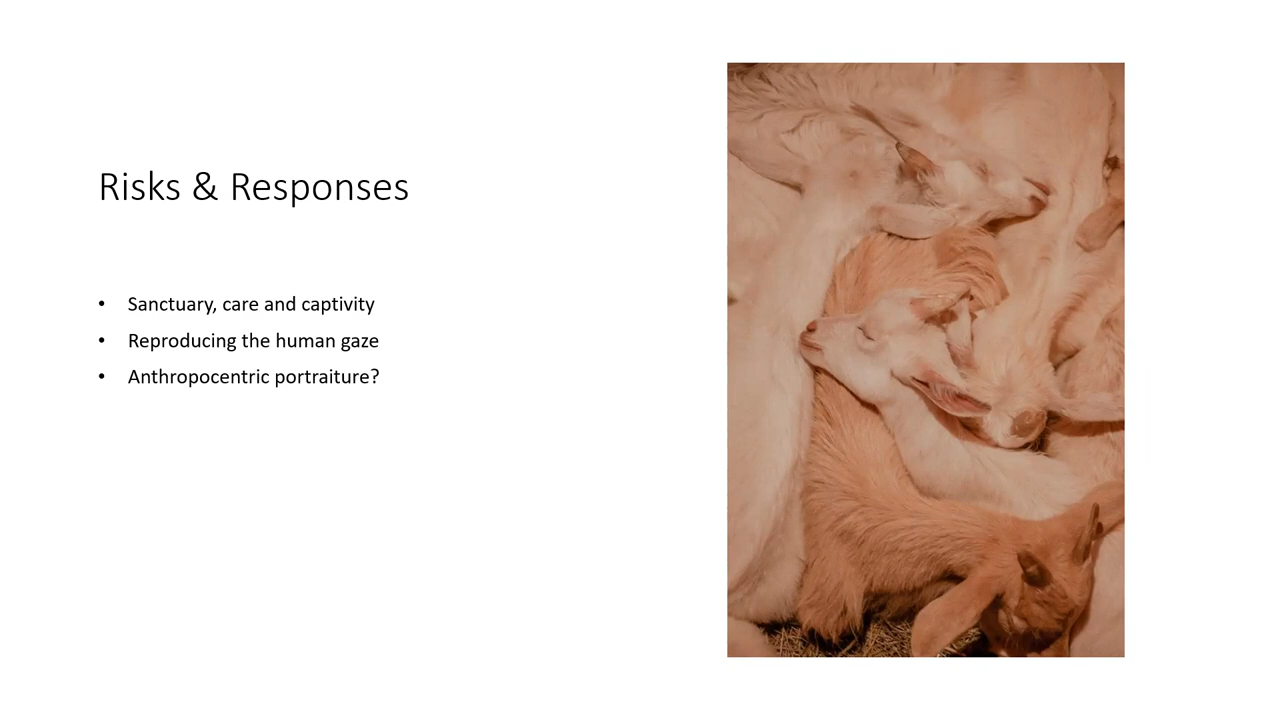 Risks & Responses
• Sanctuary, care and captivity
• Reproducing the human gaze
• Anthropocentric portraiture?